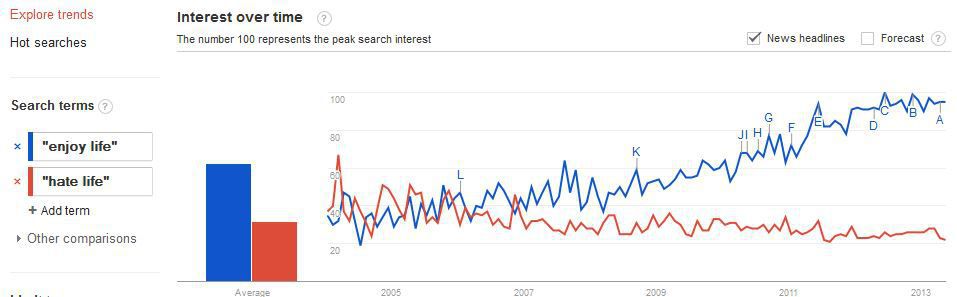 Explore trends
Hot searches
Search terms ?
× "enjoy life"
× "hate life"
+ Add term
Other comparisons
Interest over time ?
The number 100 represents the peak search interest
News headlines
Forecast ?
100
80
60
40
20
A
B
C
D
E
F
G
H
I
J
K
L
Average
2005
2007
2009
2011
2013